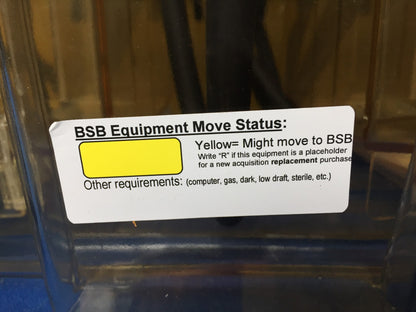 BSB Equipment Move Status:
Yellow= Might move to BSB
Write "R" if this equipment is a placeholder
for a new acquisition replacement purchase
Other requirements: (computer, gas, dark, low draft, sterile, etc.)